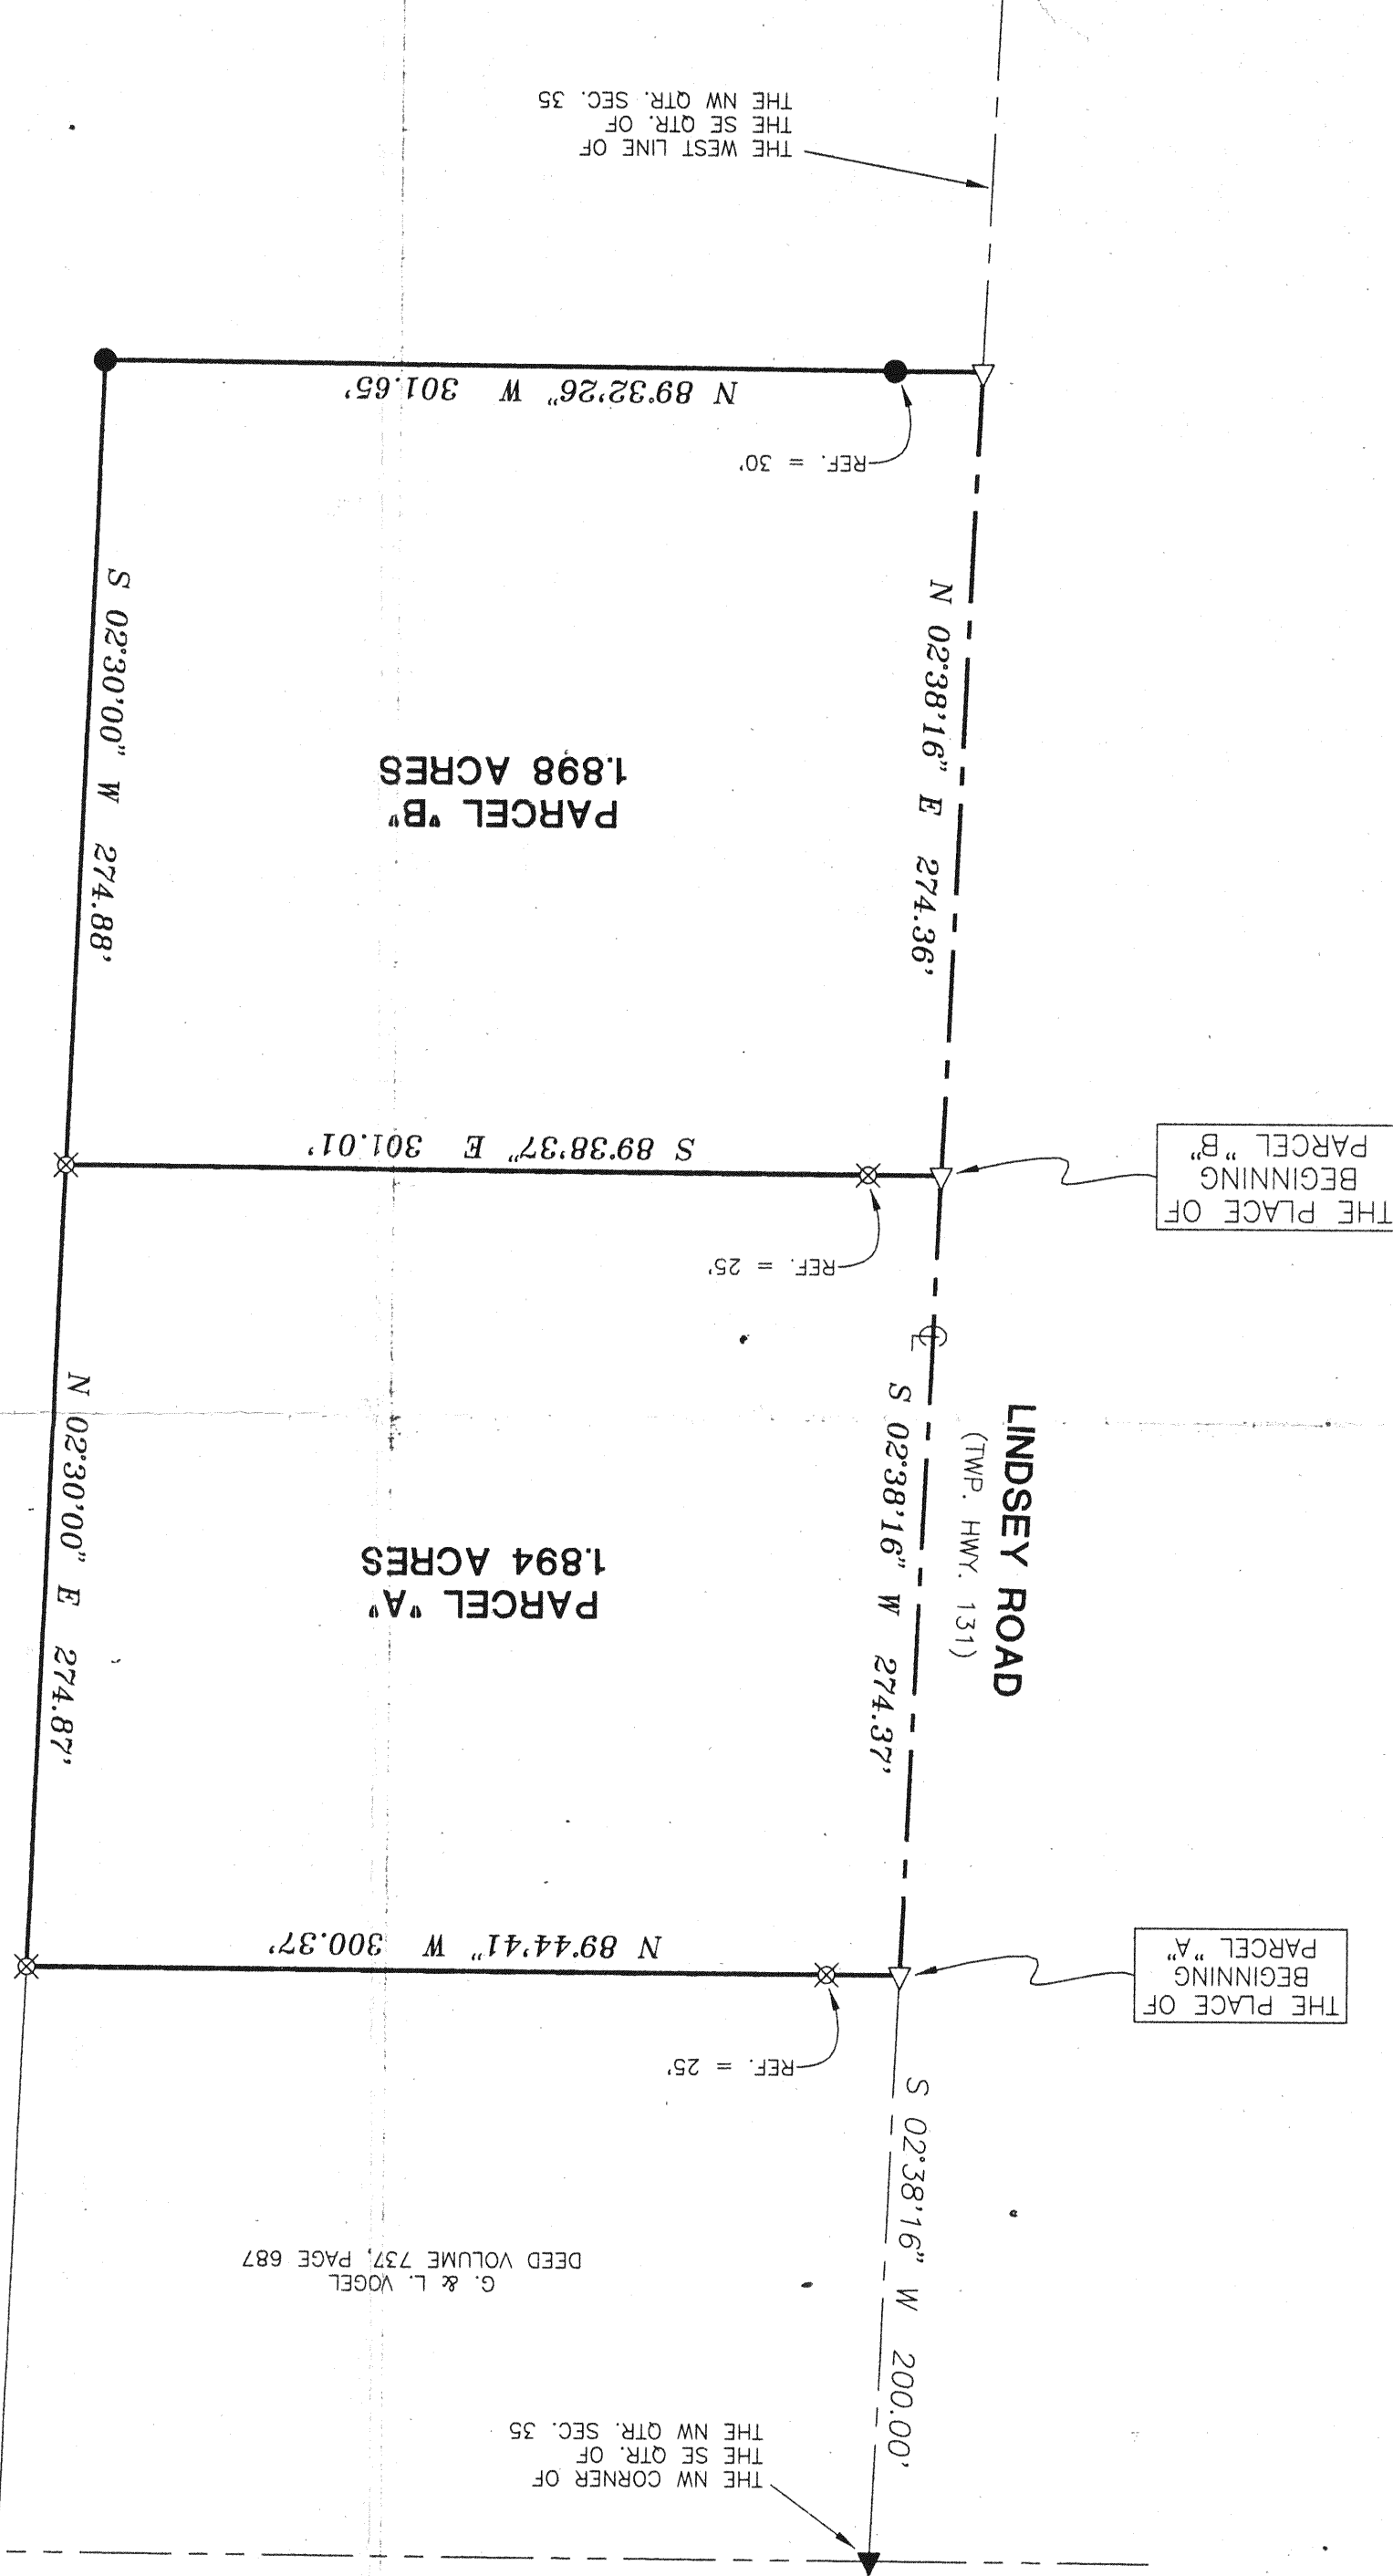 THE NW CORNER OF
THE SE QTR. OF
THE NW QTR. SEC. 35
S 02°38'16" W 200.00'
G. & L. VOGEL
DEED VOLUME 737, PAGE 687
REF. = 25'
THE PLACE OF
BEGINNING
PARCEL "A"
N 89°44'41" W 300.37'
S 02°38'16" W 274.37'
LINDSEY ROAD
(TWP. HWY. 131)
PARCEL "A"
1.894 ACRES
N 02°30'00" E 274.87'
REF. = 25'
THE PLACE OF
BEGINNING
PARCEL "B"
S 89°38'37" E 301.01'
N 02°38'16" E 274.36'
PARCEL "B"
1.898 ACRES
S 02°30'00" W 274.88'
REF. = 30'
N 89°32'26" W 301.65'
THE WEST LINE OF
THE SE QTR. OF
THE NW QTR. SEC. 35